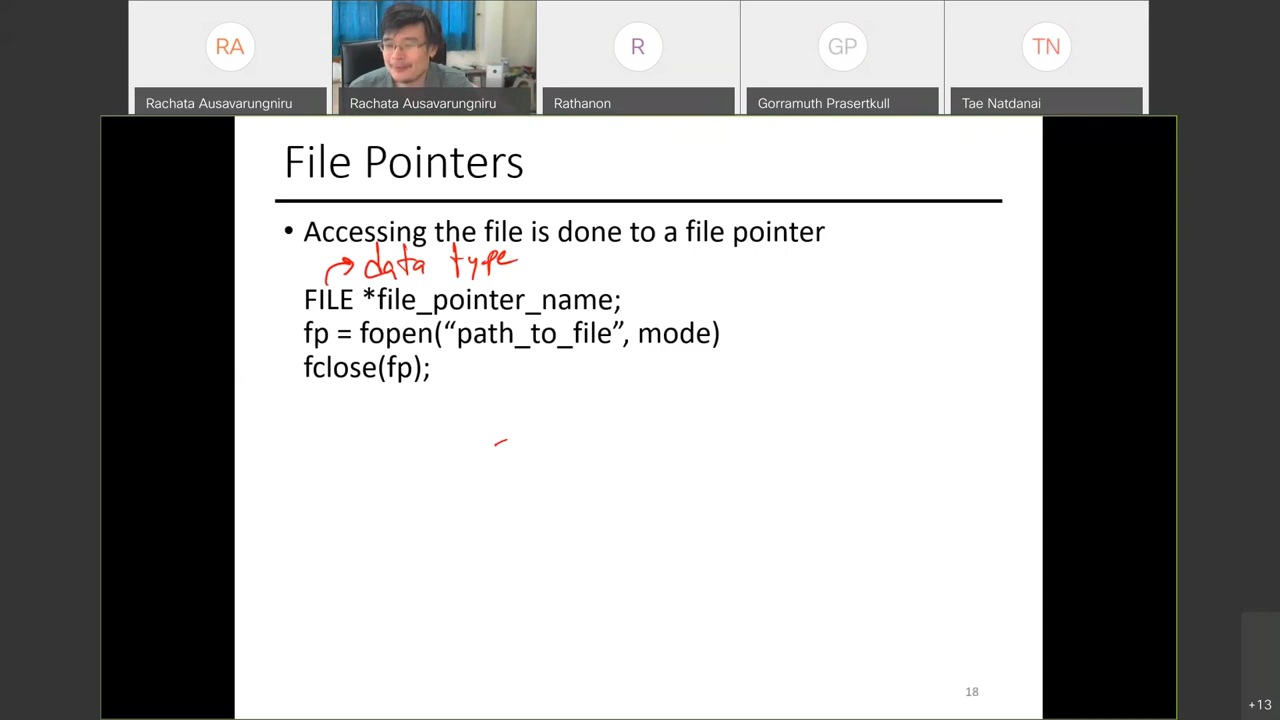 RA
R
GP
TN
Rachata Ausavarungniru
Rachata Ausavarungniru
Rathanon
Gorramuth Prasertkull
Tae Natdanai
File Pointers
• Accessing the file is done to a file pointer
data type
FILE *file_pointer_name;
fp = fopen(“path_to_file”, mode)
fclose(fp);
18
+13